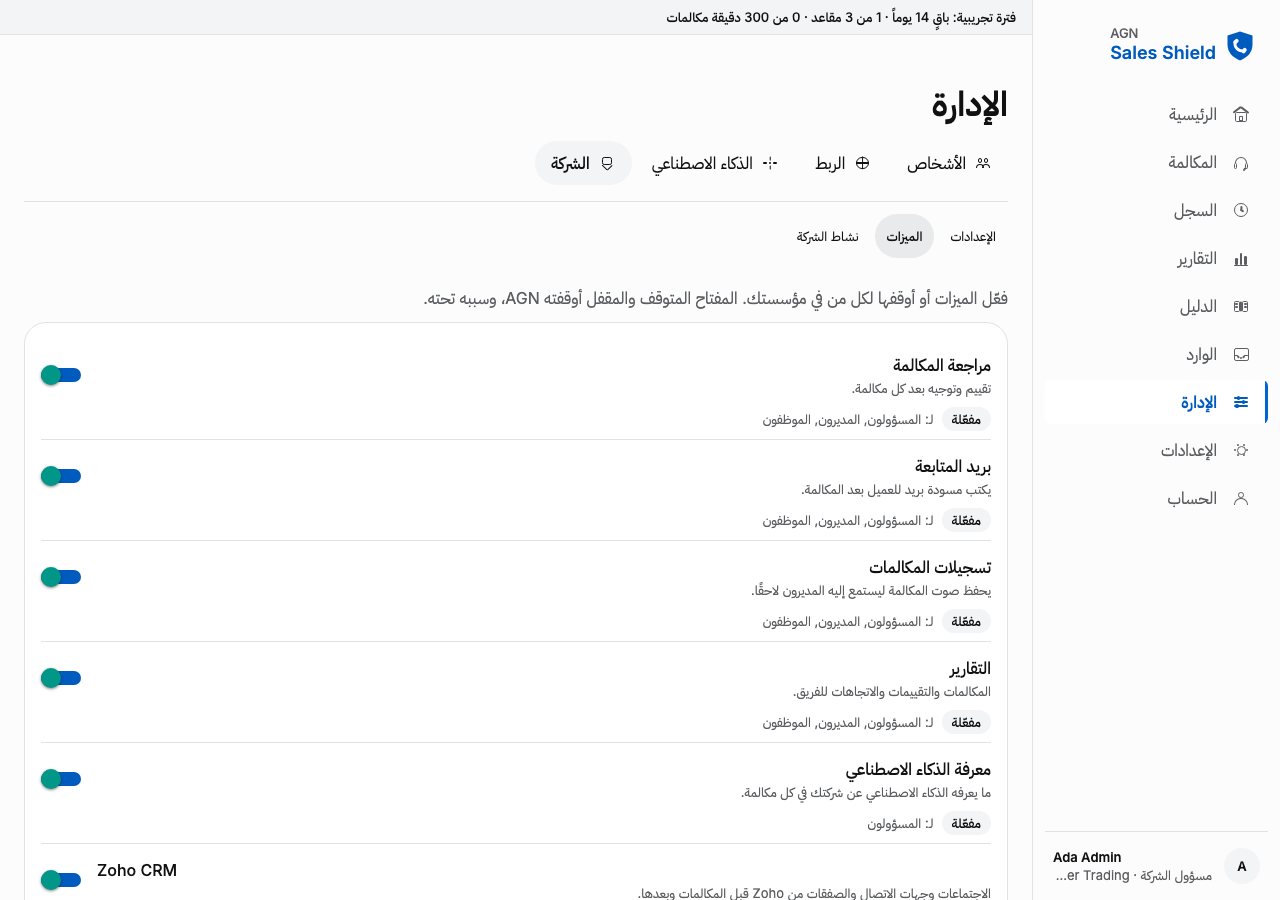 فترة تجريبية: باقٍ 14 يوماً · 1 من 3 مقاعد · 0 من 300 دقيقة مكالمات
AGN
Sales Shield
الرئيسية
المكالمة
السجل
التقارير
الدليل
الوارد
الإدارة
الإعدادات
الحساب
Ada Admin
مسؤول الشركة · er Trading...
A
الإدارة
الأشخاص
الربط
الذكاء الاصطناعي
الشركة
الإعدادات
الميزات
نشاط الشركة
فعّل الميزات أو أوقفها لكل من في مؤسستك. المفتاح المتوقف والمقفل أوقفته AGN، وسببه تحته.
مراجعة المكالمة
تقييم وتوجيه بعد كل مكالمة.
مفعّلة لـ: المسؤولون, المديرون, الموظفون
بريد المتابعة
يكتب مسودة بريد للعميل بعد المكالمة.
مفعّلة لـ: المسؤولون, المديرون, الموظفون
تسجيلات المكالمات
يحفظ صوت المكالمة ليستمع إليه المديرون لاحقًا.
مفعّلة لـ: المسؤولون, المديرون, الموظفون
التقارير
المكالمات والتقييمات والاتجاهات للفريق.
مفعّلة لـ: المسؤولون, المديرون, الموظفون
معرفة الذكاء الاصطناعي
ما يعرفه الذكاء الاصطناعي عن شركتك في كل مكالمة.
مفعّلة لـ: المسؤولون
Zoho CRM
الاجتماعات وجهات الاتصال والصفقات من Zoho قبل المكالمات وبعدها.